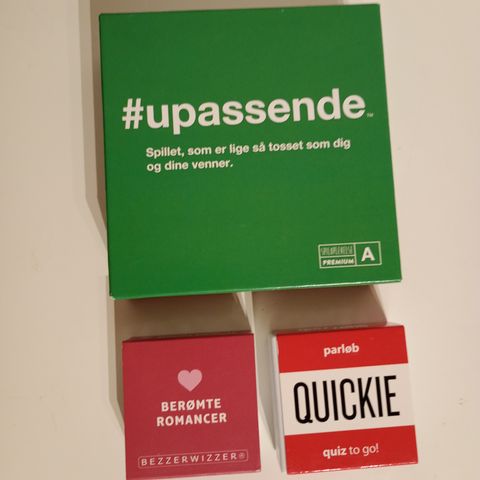 #upassende™
Spillet, som er lige så tosset som dig
og dine venner.
PREMIUM
A
BERØMTE
ROMANCER
BEZZERWIZZER®
parløb
QUICKIE
quiz to go!